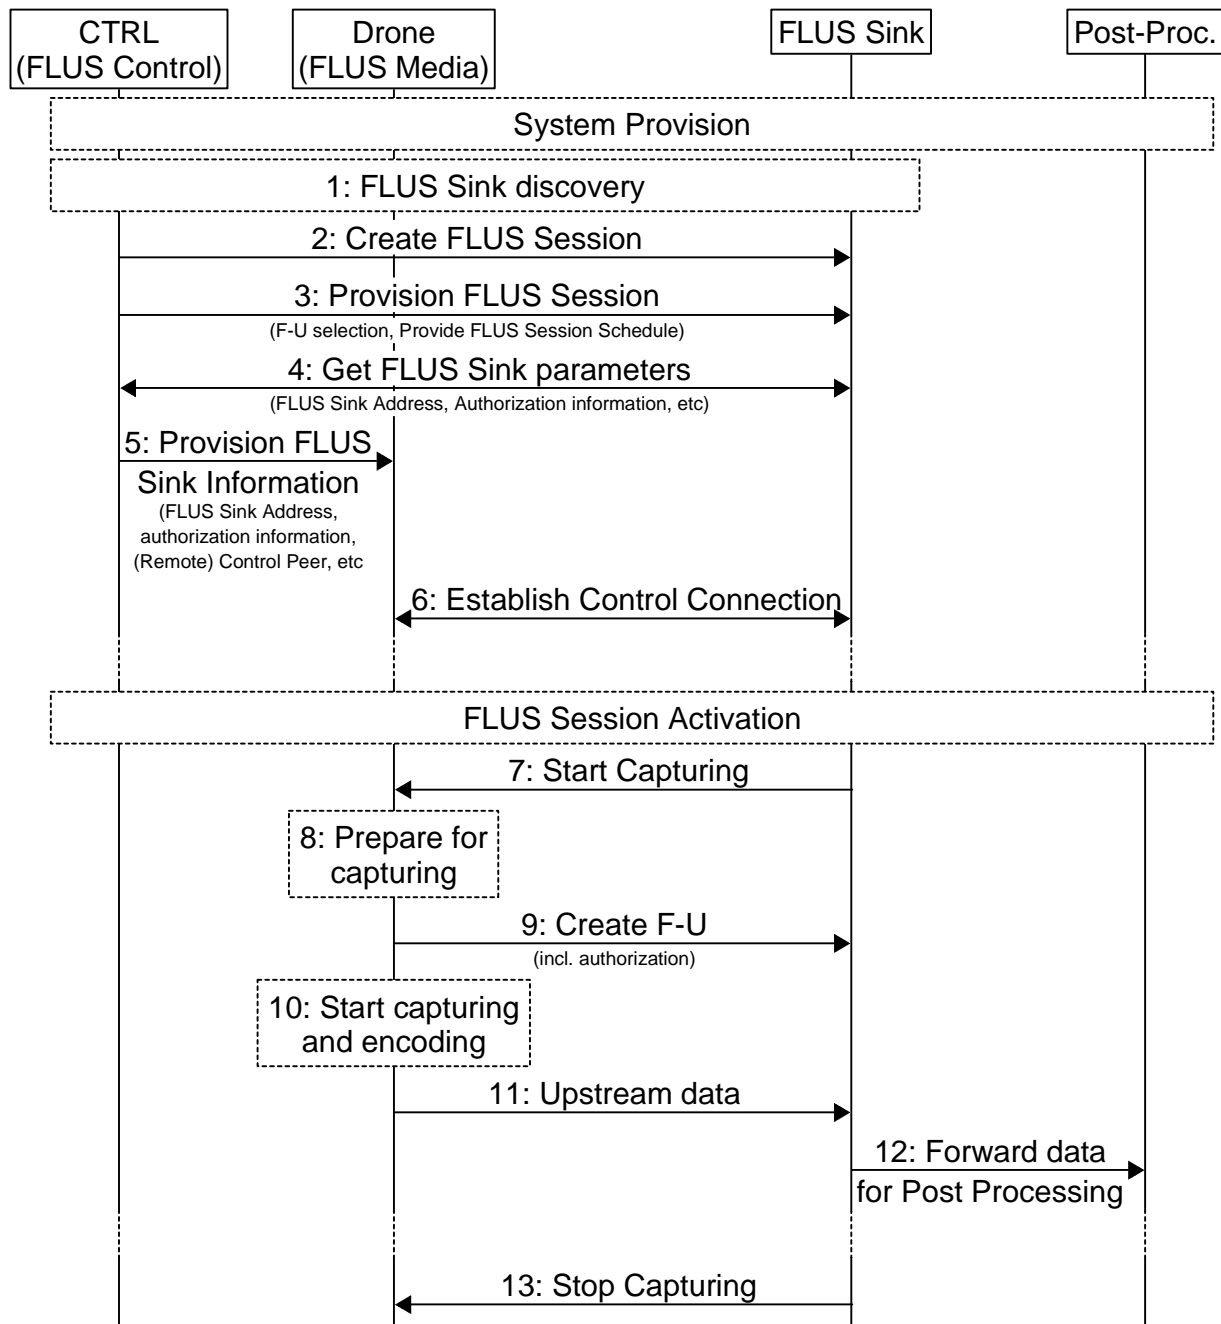 CTRL
(FLUS Control)
Drone
(FLUS Media)
FLUS Sink
Post-Proc.
System Provision
1: FLUS Sink discovery
2: Create FLUS Session
3: Provision FLUS Session
(F-U selection, Provide FLUS Session Schedule)
4: Get FLUS Sink parameters
(FLUS Sink Address, Authorization information, etc)
5: Provision FLUS
Sink Information
(FLUS Sink Address,
authorization information,
(Remote) Control Peer, etc
6: Establish Control Connection
FLUS Session Activation
7: Start Capturing
8: Prepare for
capturing
9: Create F-U
(incl. authorization)
10: Start capturing
and encoding
11: Upstream data
12: Forward data
for Post Processing
13: Stop Capturing